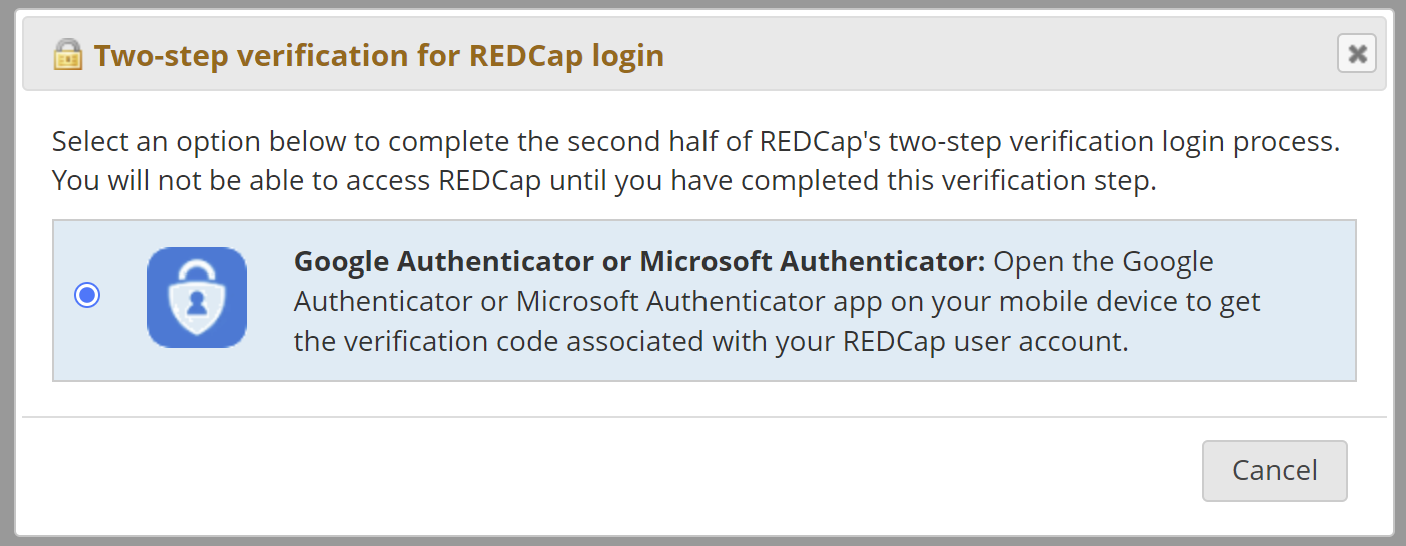 Two-step verification for REDCap login
Select an option below to complete the second half of REDCap's two-step verification login process.
You will not be able to access REDCap until you have completed this verification step.
Google Authenticator or Microsoft Authenticator: Open the Google
Authenticator or Microsoft Authenticator app on your mobile device to get
the verification code associated with your REDCap user account.
Cancel